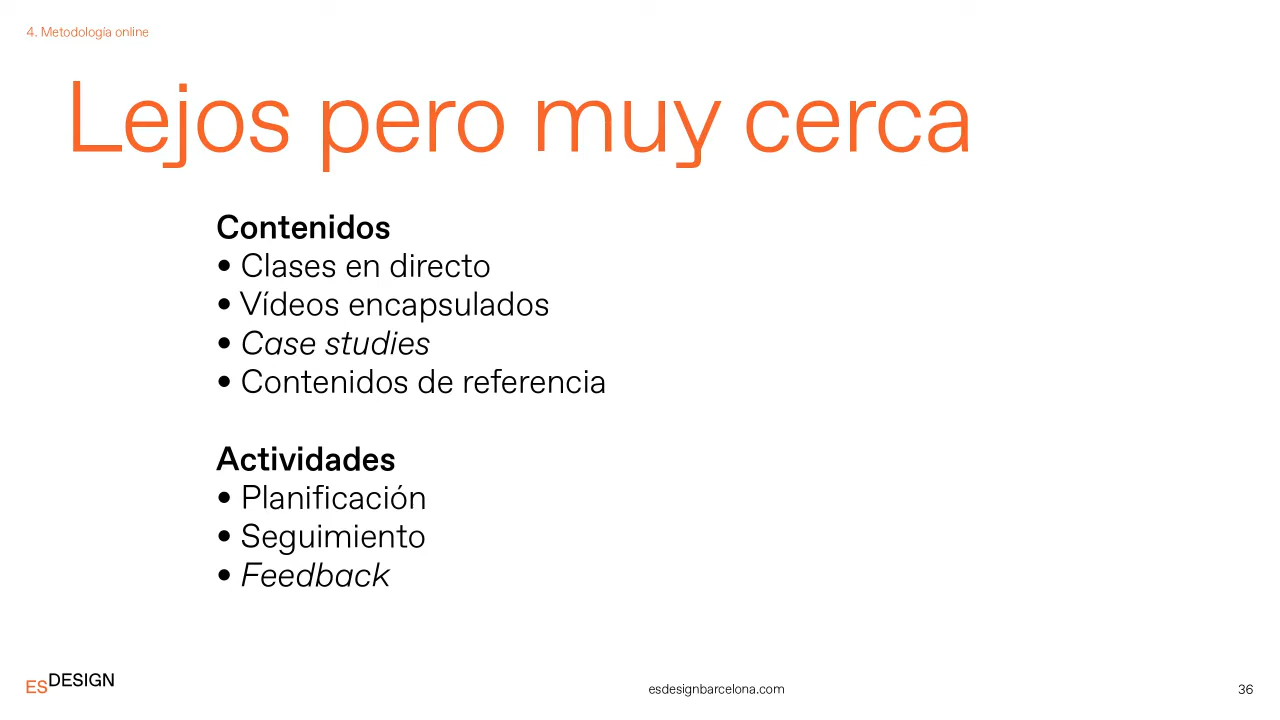 4. Metodología online
Lejos pero muy cerca
Contenidos
• Clases en directo
• Vídeos encapsulados
• Case studies
• Contenidos de referencia
Actividades
• Planificación
• Seguimiento
• Feedback
ESDESIGN
esdesignbarcelona.com
36